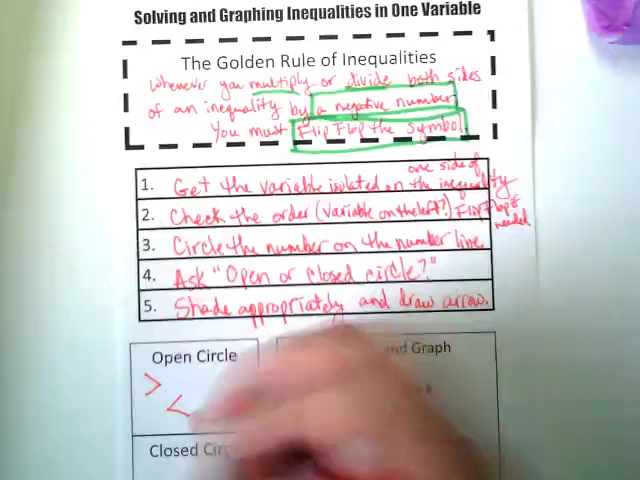 Solving and Graphing Inequalities in One Variable
The Golden Rule of Inequalities
Whenever you multiply or divide both sides
of an inequality by a negative number
You must Flip Flop the symbol.
1. Get the variable isolated on one side of the inequality
2. Check the order (Variable on the left?) Flip Flop if needed
3. Circle the number on the number line.
4. Ask "Open or Closed circle?"
5. Shade appropriately and draw arrow.
Open Circle
and Graph
>
<
Closed Cir